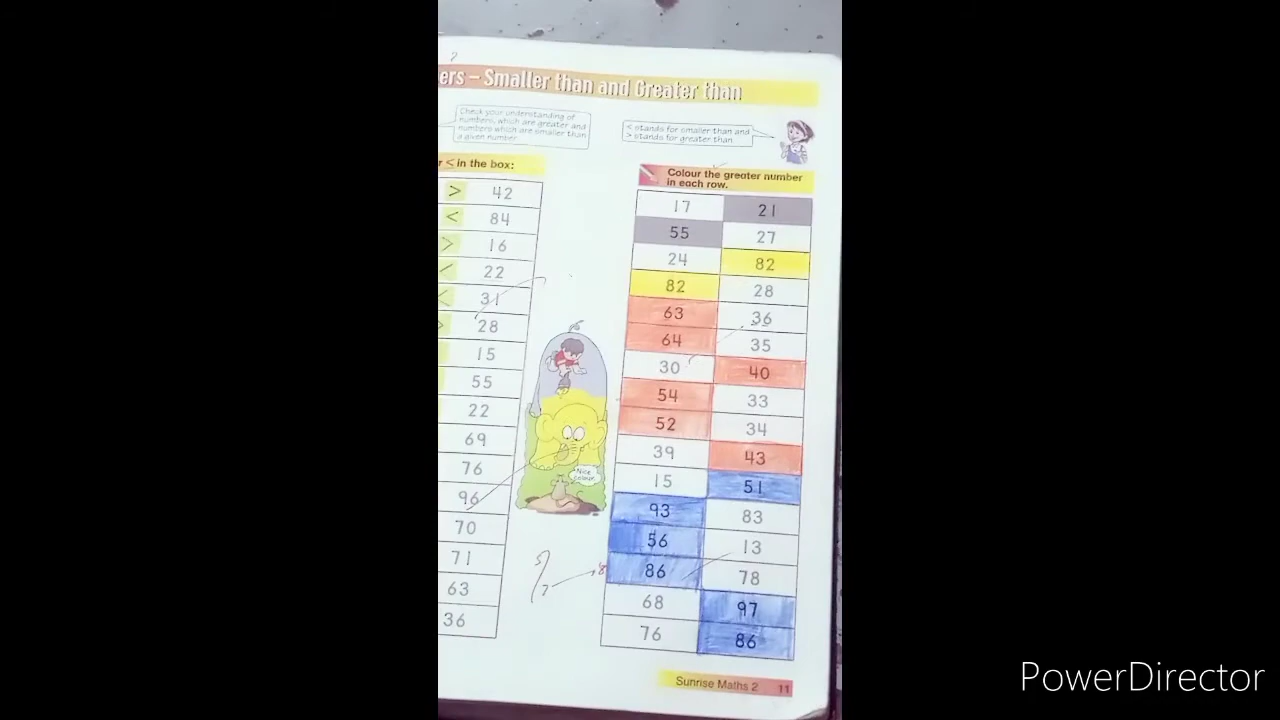 ers – Smaller than and Greater than
Check your understanding of
numbers, which are greater and
numbers which are smaller than
a given number.
< stands for smaller than and
> stands for greater than.
r < in the box:
> 42
< 84
> 16
< 22
< 31
> 28
15
55
22
69
76
96
70
71
63
36
Nice
colour.
Colour the greater number
in each row.
17 21
55 27
24 82
82 28
63 36
64 35
30 40
54 33
52 34
39 43
15 51
93 83
56 13
86 78
68 97
76 86
Sunrise Maths 2 11
PowerDirector